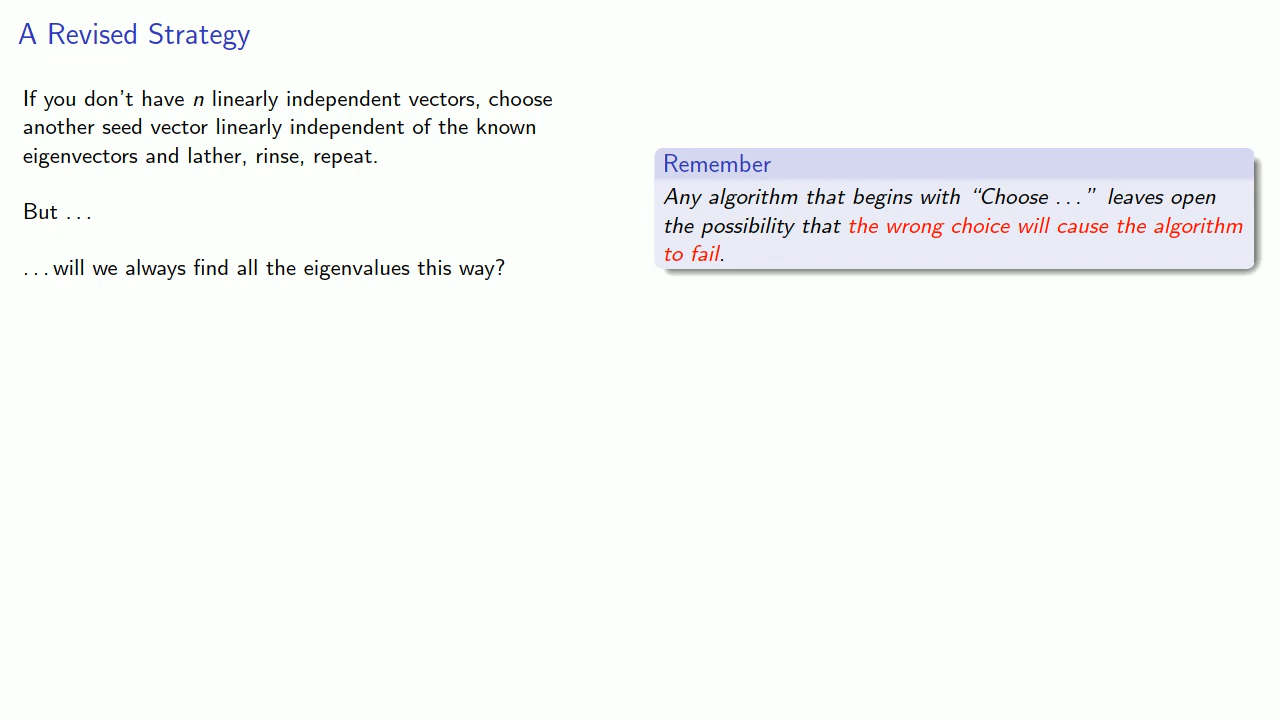 A Revised Strategy
If you don't have n linearly independent vectors, choose
another seed vector linearly independent of the known
eigenvectors and lather, rinse, repeat.
But ...
...will we always find all the eigenvalues this way?
Remember
Any algorithm that begins with “Choose ...” leaves open
the possibility that the wrong choice will cause the algorithm
to fail.